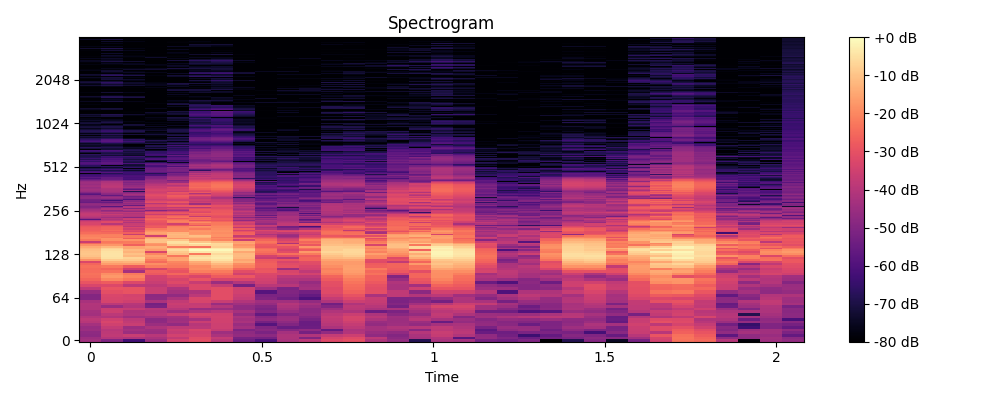 Spectrogram
Hz
2048
1024
512
256
128
64
0
0 0.5 1 1.5 2
Time
+0 dB
-10 dB
-20 dB
-30 dB
-40 dB
-50 dB
-60 dB
-70 dB
-80 dB